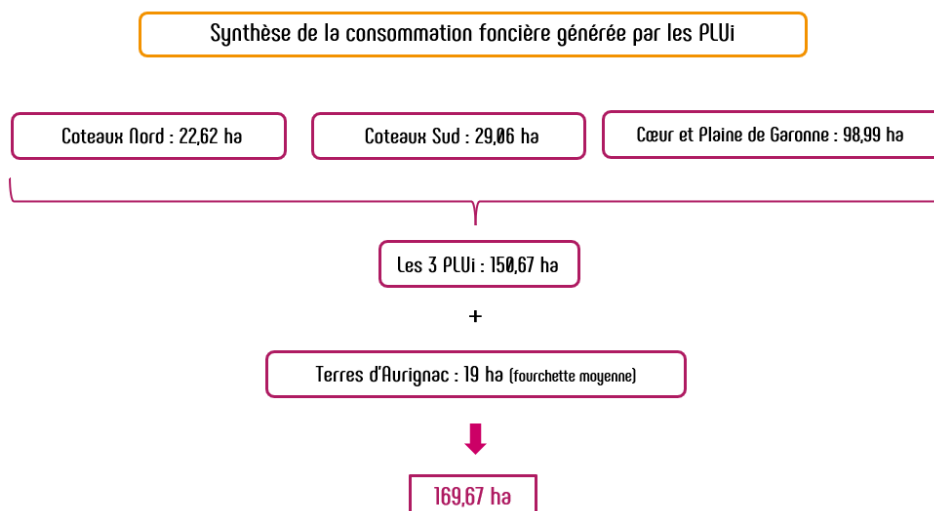 Synthèse de la consommation foncière générée par les PLUi
Coteaux Nord : 22,62 ha
Coteaux Sud : 29,06 ha
Cœur et Plaine de Garonne : 98,99 ha
Les 3 PLUi : 150,67 ha
+
Terres d'Aurignac : 19 ha (fourchette moyenne)
169,67 ha